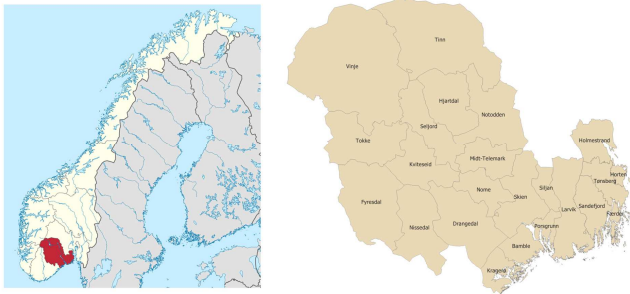 Tinn
Vinje
Hjartdal
Notodden
Seljord
Tokke
Holmestrand
Midt-Telemark
Kviteseid
Horten
Tønsberg
Nome
Siljan
Skien
Fyresdal
Sandefjord
Larvik
Færder
Drangedal
Nissedal
Porsgrunn
Bamble
Kragerø